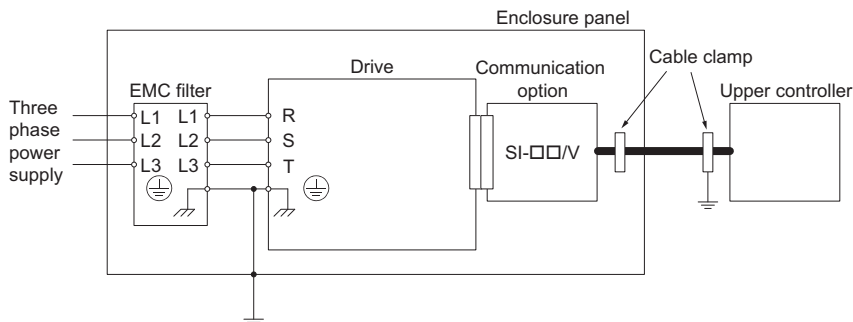 Enclosure panel
Drive
Communication
option
Cable clamp
Upper controller
EMC filter
Three
phase
power
supply
L1 L1
L2 L2
L3 L3
R
S
T
SI-□□/V